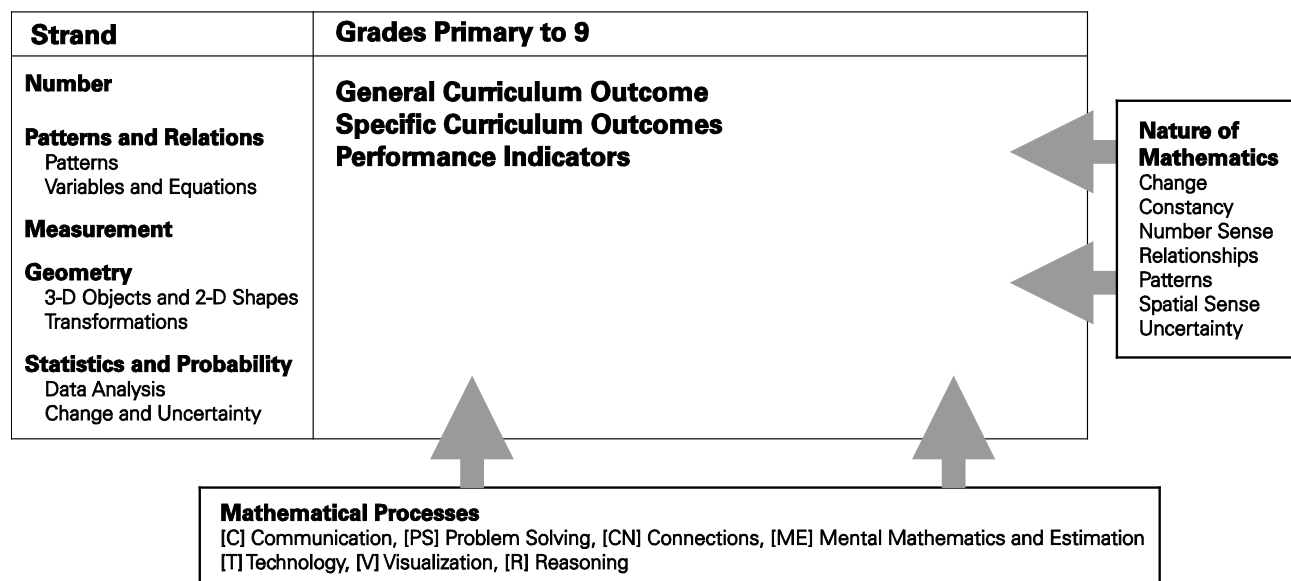 Strand
Grades Primary to 9
Number
Patterns and Relations
Patterns
Variables and Equations
Measurement
Geometry
3-D Objects and 2-D Shapes
Transformations
Statistics and Probability
Data Analysis
Change and Uncertainty
General Curriculum Outcome
Specific Curriculum Outcomes
Performance Indicators
Nature of
Mathematics
Change
Constancy
Number Sense
Relationships
Patterns
Spatial Sense
Uncertainty
Mathematical Processes
[C] Communication, [PS] Problem Solving, [CN] Connections, [ME] Mental Mathematics and Estimation
[T] Technology, [V] Visualization, [R] Reasoning